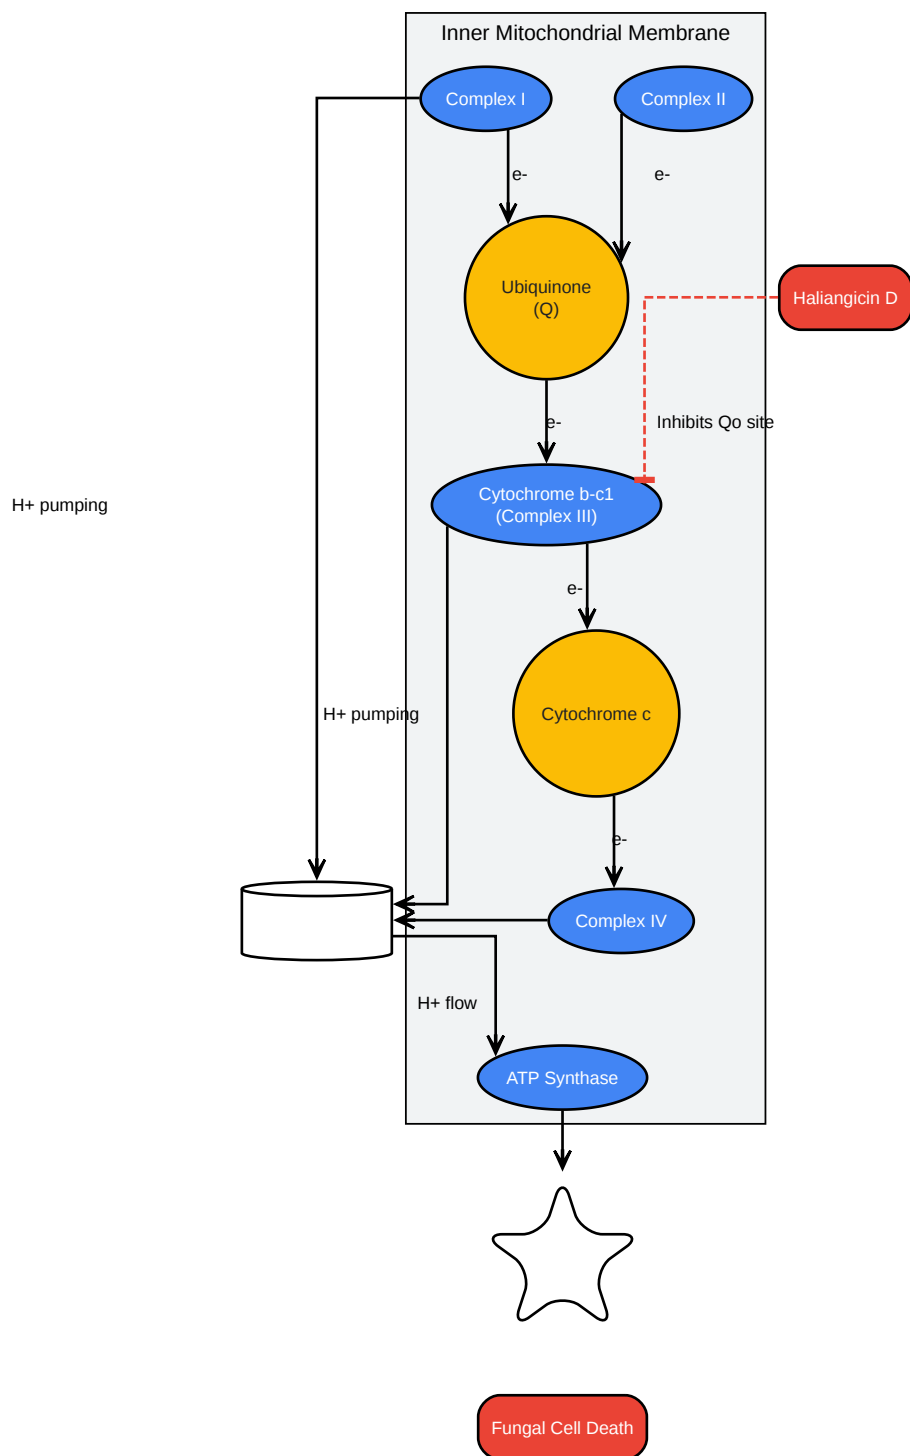 Inner Mitochondrial Membrane
Complex I
Complex II
e-
e-
Ubiquinone
(Q)
Haliangicin D
e-
Inhibits Qo site
Cytochrome b-c1
(Complex III)
H+ pumping
e-
H+ pumping
Cytochrome c
e-
Complex IV
H+ flow
ATP Synthase
Fungal Cell Death